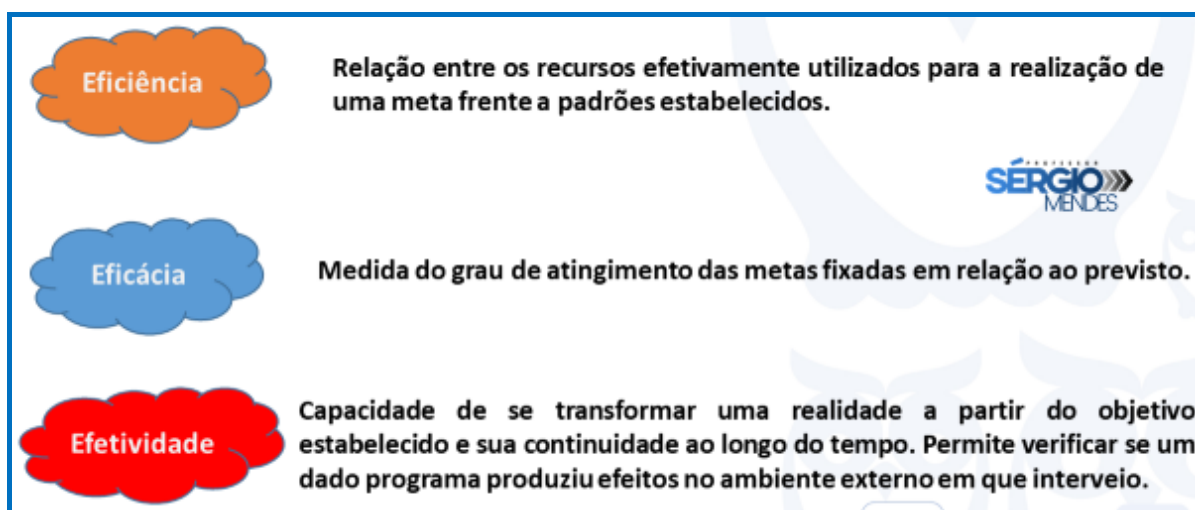 Eficiência
Relação entre os recursos efetivamente utilizados para a realização de
uma meta frente a padrões estabelecidos.
PROFESSOR
SÉRGIO
MENDES
Eficácia
Medida do grau de atingimento das metas fixadas em relação ao previsto.
Efetividade
Capacidade de se transformar uma realidade a partir do objetivo
estabelecido e sua continuidade ao longo do tempo. Permite verificar se um
dado programa produziu efeitos no ambiente externo em que interveio.